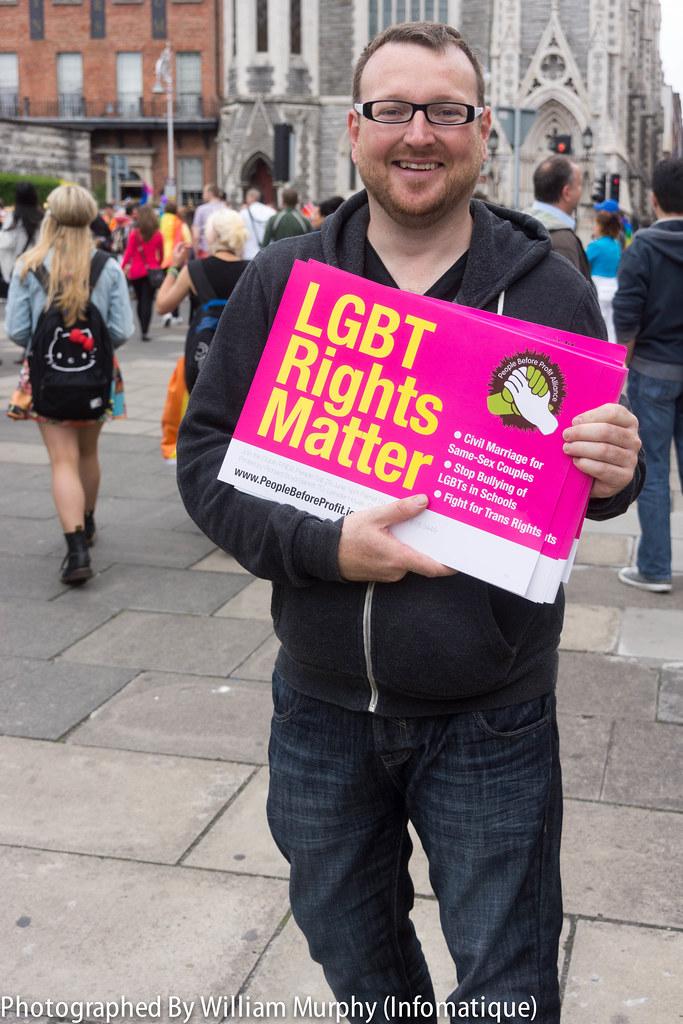 LGBT
Rights
Matter
People Before Profit Alliance
• Civil Marriage for
Same-Sex Couples
• Stop Bullying of
LGBTs in Schools
• Fight for Trans Rights
ts
www.PeopleBeforeProfit.i
Photographed By William Murphy (Infomatique)